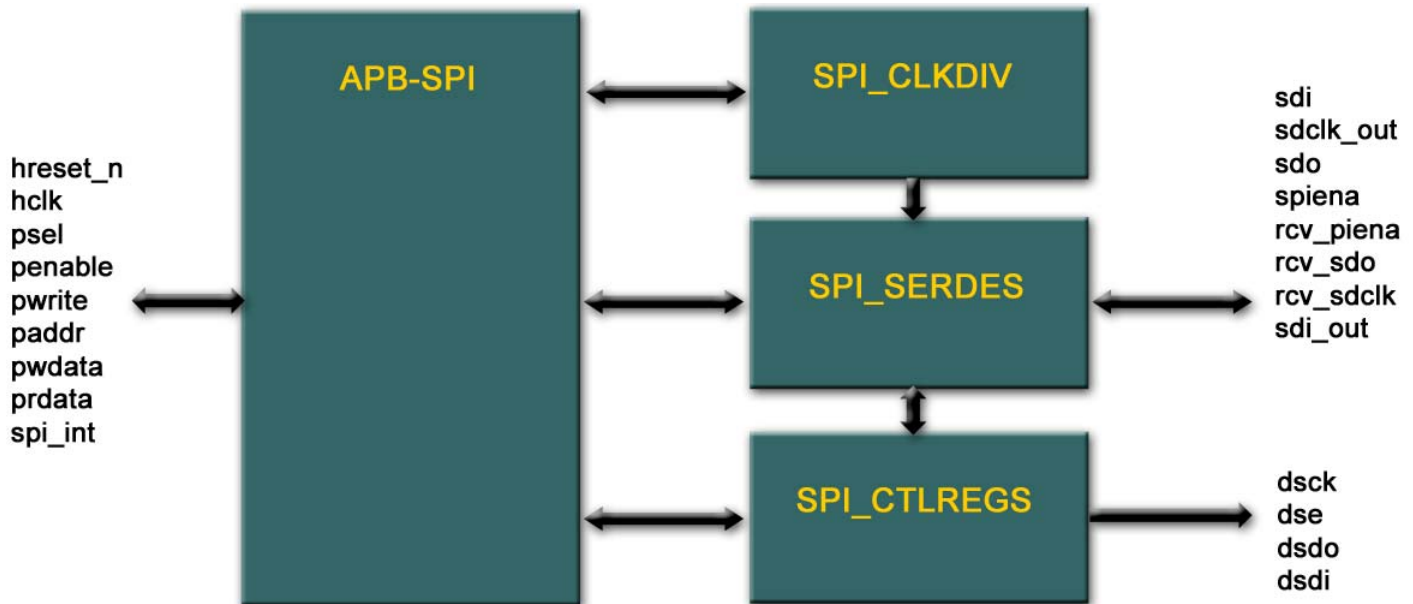 APB-SPI
SPI_CLKDIV
SPI_SERDES
SPI_CTLREGS
hreset_n
hclk
psel
penable
pwrite
paddr
pwdata
prdata
spi_int
sdi
sdclk_out
sdo
spiena
rcv_piena
rcv_sdo
rcv_sdclk
sdi_out
dsck
dse
dsdo
dsdi